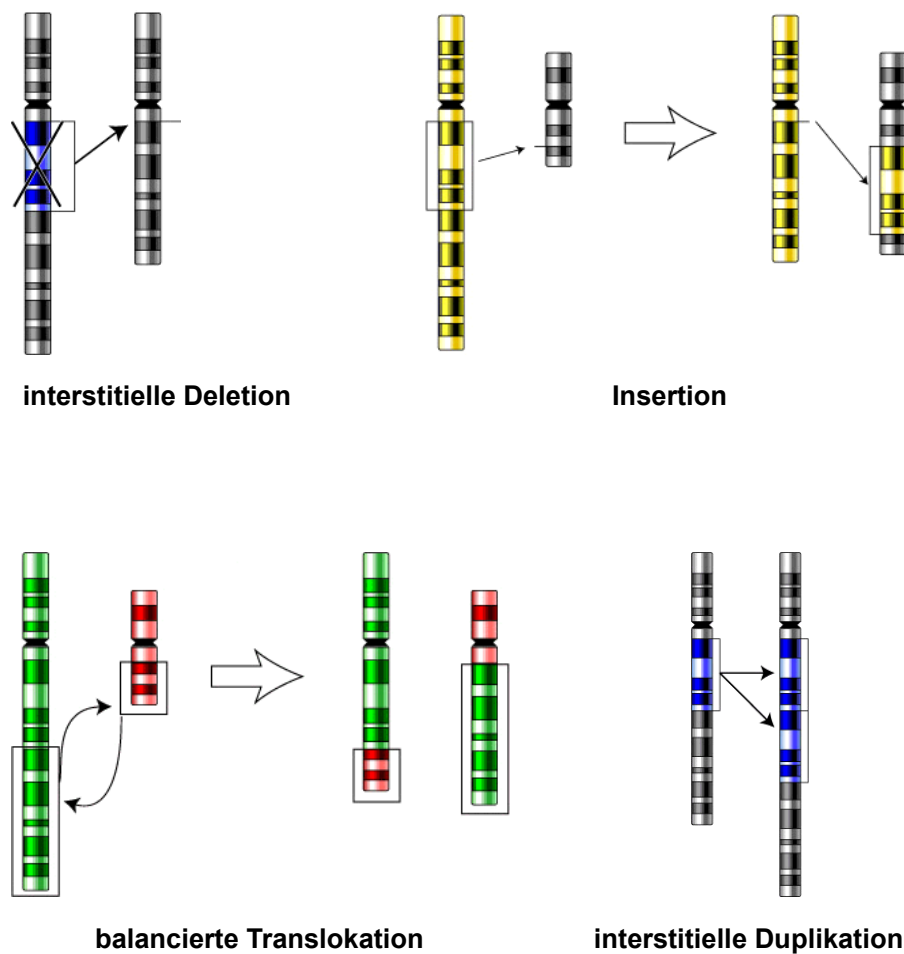 interstitielle Deletion
Insertion
balancierte Translokation
interstitielle Duplikation